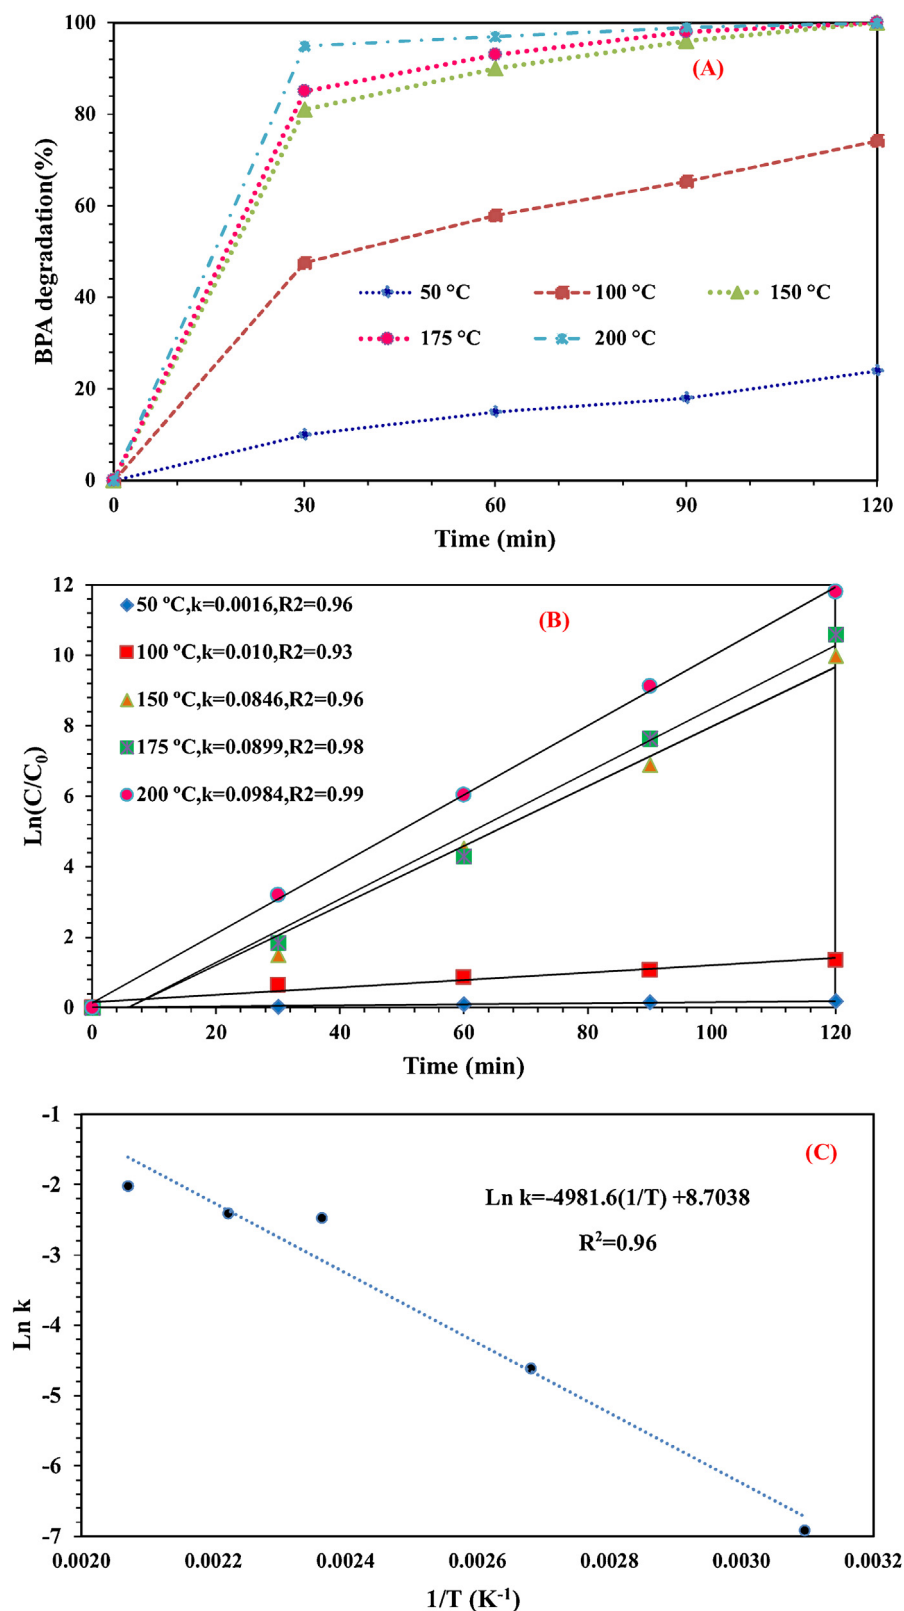 100
80
60
40
20
0
BPA degradation(%)
(A)
50 °C
100 °C
150 °C
175 °C
200 °C
0
30
60
90
120
Time (min)
12
10
8
6
4
2
0
Ln(C/C0)
50 ºC,k=0.0016,R2=0.96
100 ºC,k=0.010,R2=0.93
150 ºC,k=0.0846,R2=0.96
175 ºC,k=0.0899,R2=0.98
200 ºC,k=0.0984,R2=0.99
(B)
0
20
40
60
80
100
120
Time (min)
-1
-2
-3
-4
-5
-6
-7
Ln k
(C)
Ln k=-4981.6(1/T) +8.7038
R²=0.96
0.0020
0.0022
0.0024
0.0026
0.0028
0.0030
0.0032
1/T (K⁻¹)